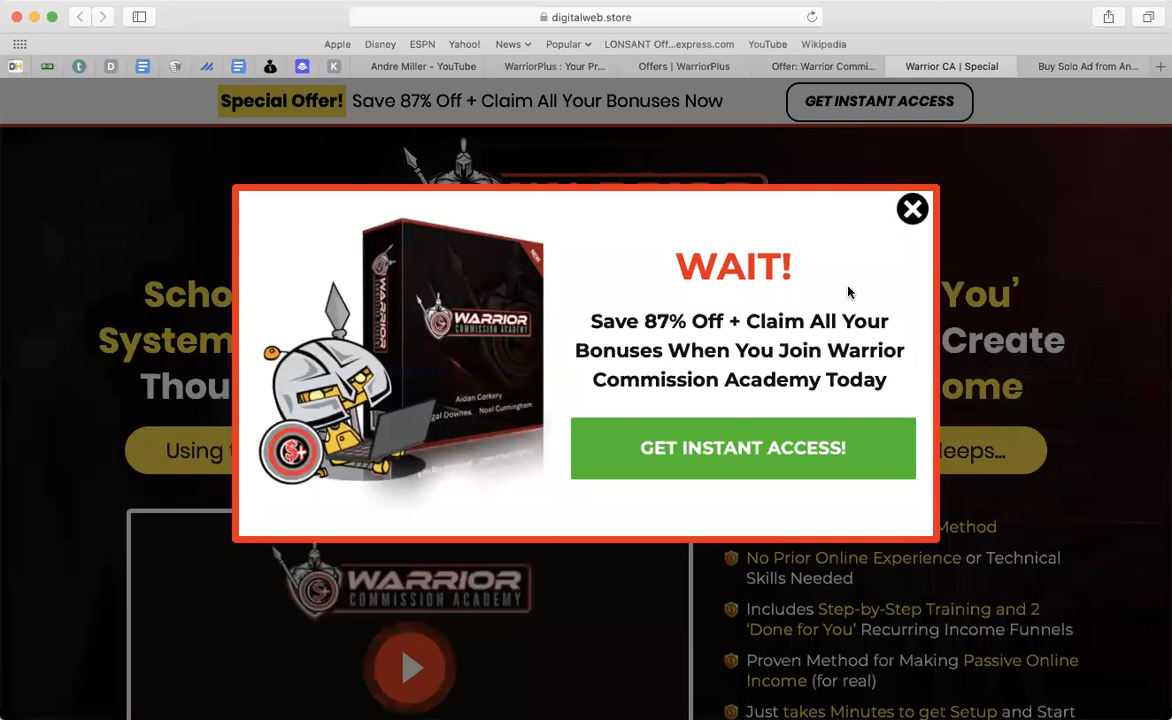 digitalweb.store
Apple Disney ESPN Yahoo! News Popular LONSANT Off...express.com YouTube Wikipedia
DH t D K Andre Miller - YouTube WarriorPlus : Your Pr... Offers | WarriorPlus Offer: Warrior Commi... Warrior CA | Special Buy Solo Ad from An...
Special Offer! Save 87% Off + Claim All Your Bonuses Now GET INSTANT ACCESS
WAIT!
Save 87% Off + Claim All Your
Bonuses When You Join Warrior
Commission Academy Today
GET INSTANT ACCESS!
NEW
WARRIOR
COMMISSION ACADEMY
WARRIOR
Aidan Carkery
gal Downes Noel Cunningham
$+
Scho You’
System Create
Thou ome
Using leeps...
WARRIOR
COMMISSION ACADEMY
Method
No Prior Online Experience or Technical
Skills Needed
Includes Step-by-Step Training and 2
‘Done for You’ Recurring Income Funnels
Proven Method for Making Passive Online
Income (for real)
Just takes Minutes to get Setup and Start